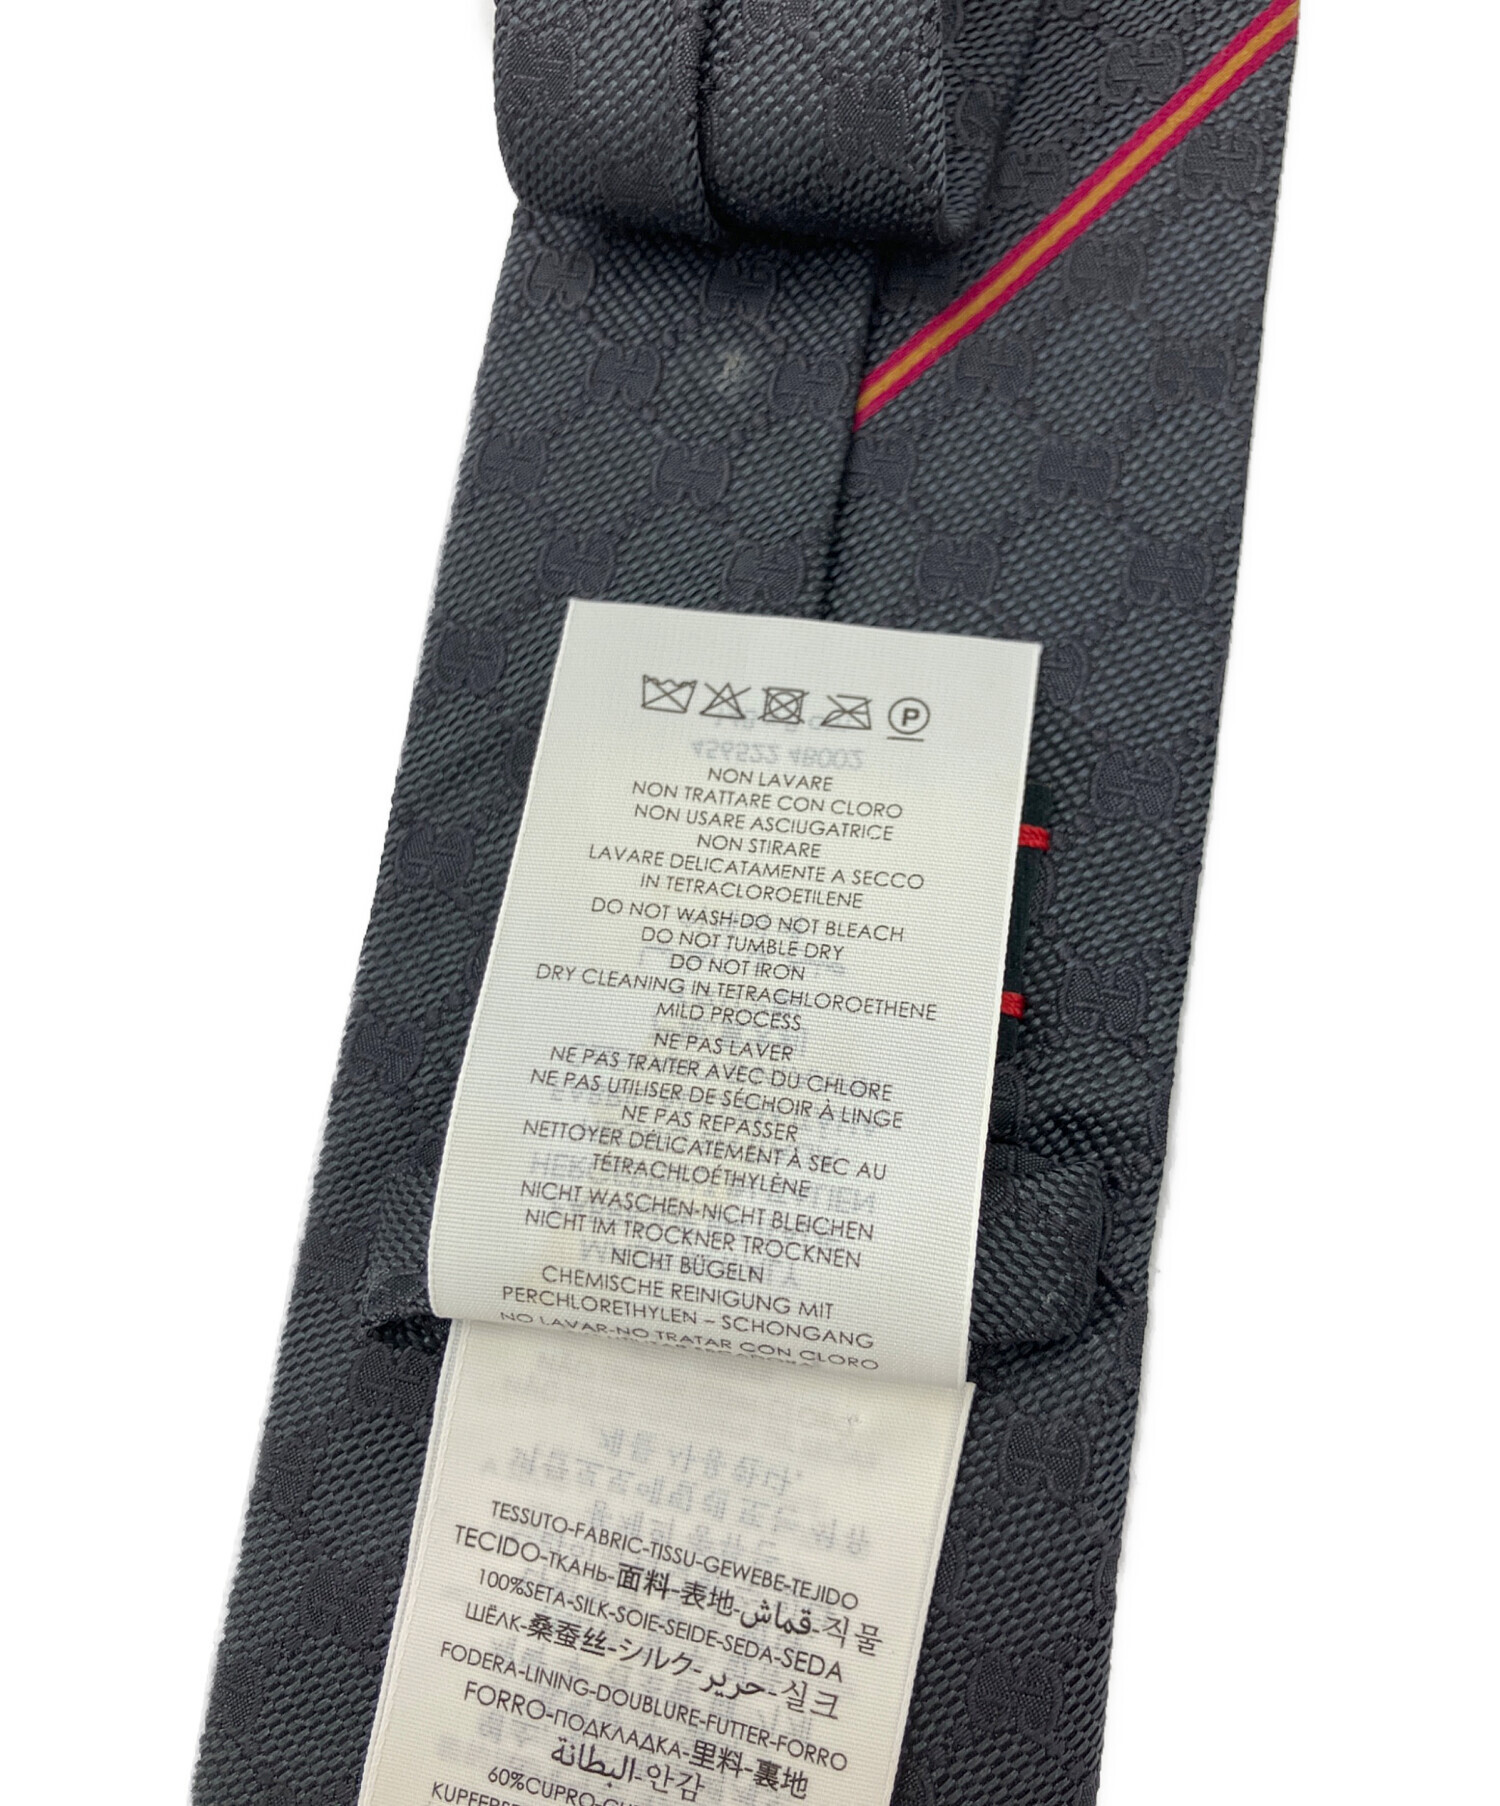 P
NON LAVARE
NON TRATTARE CON CLORO
NON USARE ASCIUGATRICE
NON STIRARE
LAVARE DELICATAMENTE A SECCO
IN TETRACLOROETILENE
DO NOT WASH-DO NOT BLEACH
DO NOT TUMBLE DRY
DO NOT IRON
DRY CLEANING IN TETRACHLOROETHENE
MILD PROCESS
NE PAS LAVER
NE PAS TRAITER AVEC DU CHLORE
NE PAS UTILISER DE SÉCHOIR À LINGE
NE PAS REPASSER
NETTOYER DÉLICATEMENT À SEC AU
TÉTRACHLOÉTHYLÈNE
NICHT WASCHEN-NICHT BLEICHEN
NICHT IM TROCKNER TROCKNEN
NICHT BÜGELN
CHEMISCHE REINIGUNG MIT
PERCHLORETHYLEN – SCHONGANG
NO LAVAR-NO TRATAR CON CLORO
TESSUTO-FABRIC-TISSU-GEWEBE-TEJIDO
TECIDO-ТКАНЬ-面料-表地-قماش-직물
100%SETA-SILK-SOIE-SEIDE-SEDA-SEDA
ШЁЛК-桑蚕丝-シルク-حرير-실크
FODERA-LINING-DOUBLURE-FUTTER-FORRO
FORRO-ПОДКЛАДКА-里料-裏地
البطانة-안감
60%CUPRO